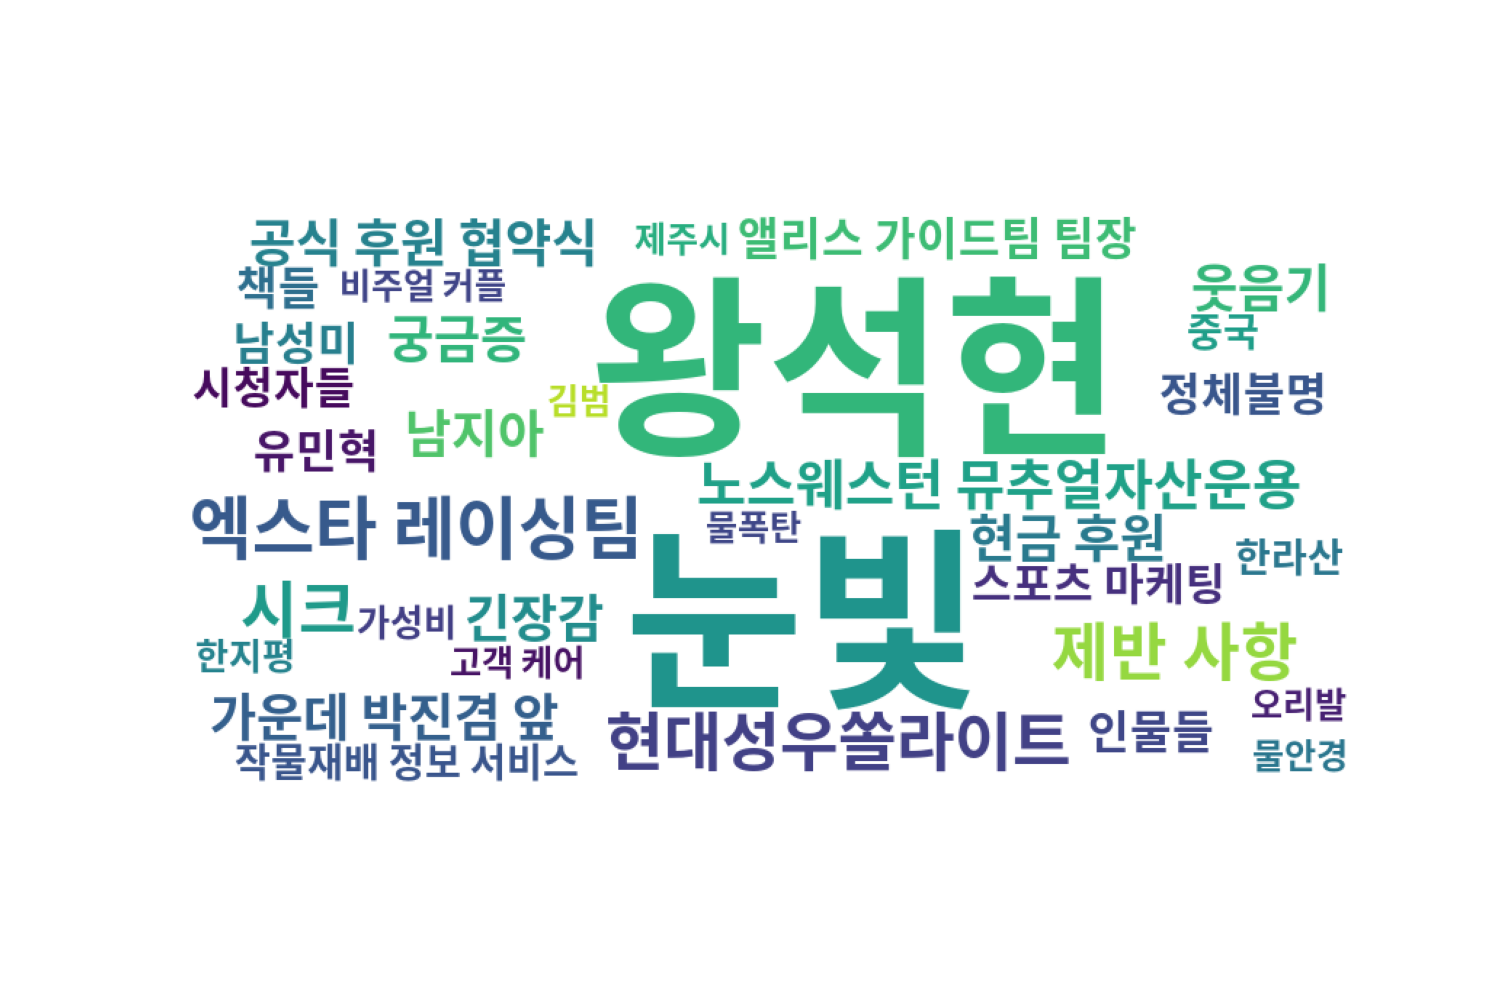 공식 후원 협약식
제주시
앨리스 가이드팀 팀장
책들
비주얼 커플
웃음기
왕석현
남성미
궁금증
중국
시청자들
김범
정체불명
유민혁
남지아
노스웨스턴 뮤추얼자산운용
엑스타 레이싱팀
물폭탄
현금 후원
한라산
눈빛
스포츠 마케팅
시크
가성비
긴장감
한지평
고객 케어
제반 사항
가운데 박진겸 앞
오리발
현대성우쏠라이트
인물들
작물재배 정보 서비스
물안경